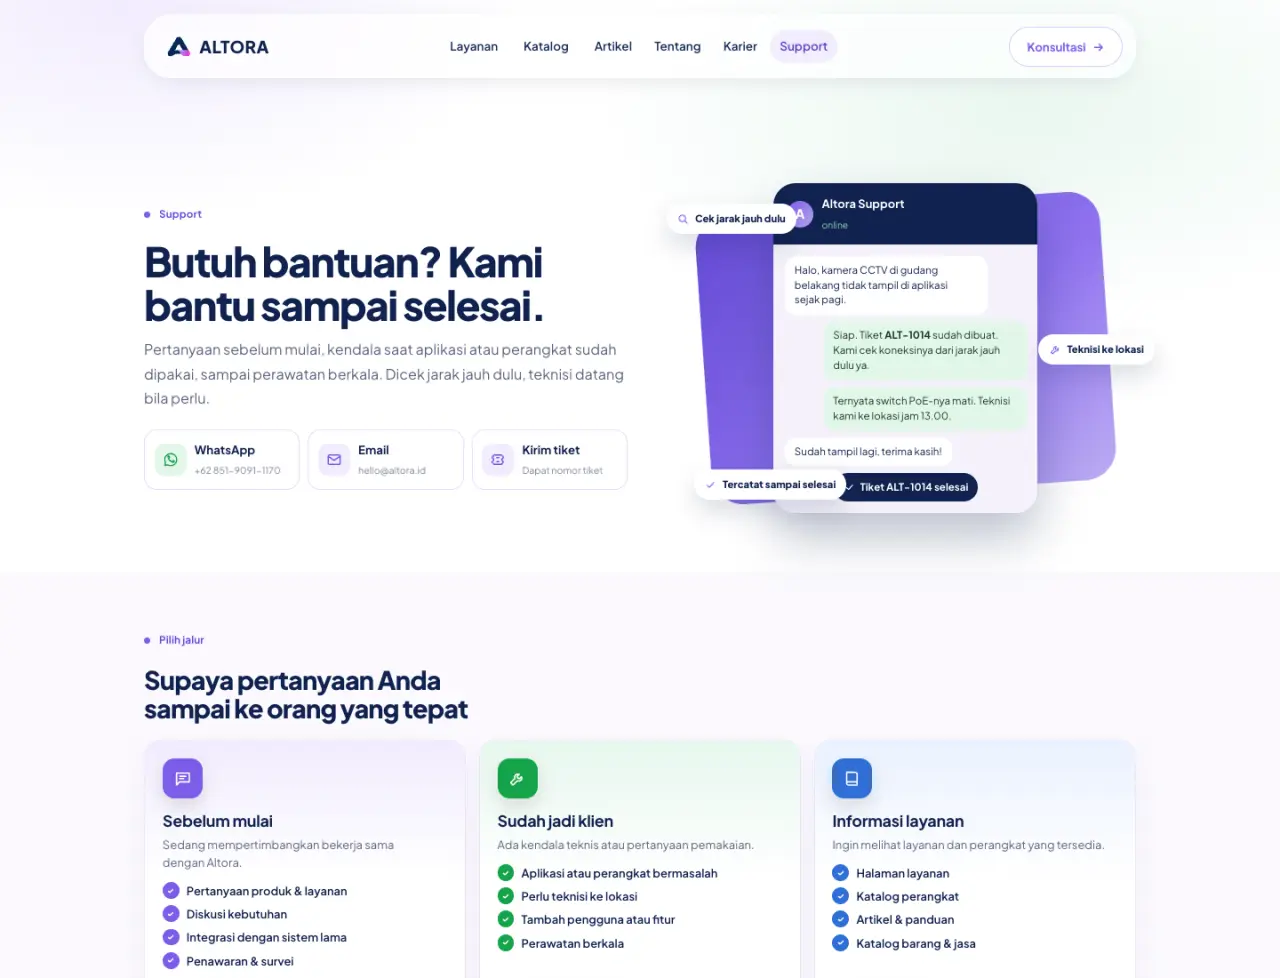 ALTORA
Layanan
Katalog
Artikel
Tentang
Karier
Support
Konsultasi
Support
Butuh bantuan? Kami
bantu sampai selesai.
Pertanyaan sebelum mulai, kendala saat aplikasi atau perangkat sudah
dipakai, sampai perawatan berkala. Dicek jarak jauh dulu, teknisi datang
bila perlu.
WhatsApp
+62 851-9091-1170
Email
hello@altora.id
Kirim tiket
Dapat nomor tiket
Cek jarak jauh dulu
A
Altora Support
online
Halo, kamera CCTV di gudang
belakang tidak tampil di aplikasi
sejak pagi.
Siap. Tiket ALT-1014 sudah dibuat.
Kami cek koneksinya dari jarak jauh
dulu ya.
Teknisi ke lokasi
Ternyata switch PoE-nya mati. Teknisi
kami ke lokasi jam 13.00.
Sudah tampil lagi, terima kasih!
Tercatat sampai selesai
Tiket ALT-1014 selesai
Pilih jalur
Supaya pertanyaan Anda
sampai ke orang yang tepat
Sebelum mulai
Sedang mempertimbangkan bekerja sama
dengan Altora.
Pertanyaan produk & layanan
Diskusi kebutuhan
Integrasi dengan sistem lama
Penawaran & survei
Sudah jadi klien
Ada kendala teknis atau pertanyaan pemakaian.
Aplikasi atau perangkat bermasalah
Perlu teknisi ke lokasi
Tambah pengguna atau fitur
Perawatan berkala
Informasi layanan
Ingin melihat layanan dan perangkat yang tersedia.
Halaman layanan
Katalog perangkat
Artikel & panduan
Katalog barang & jasa